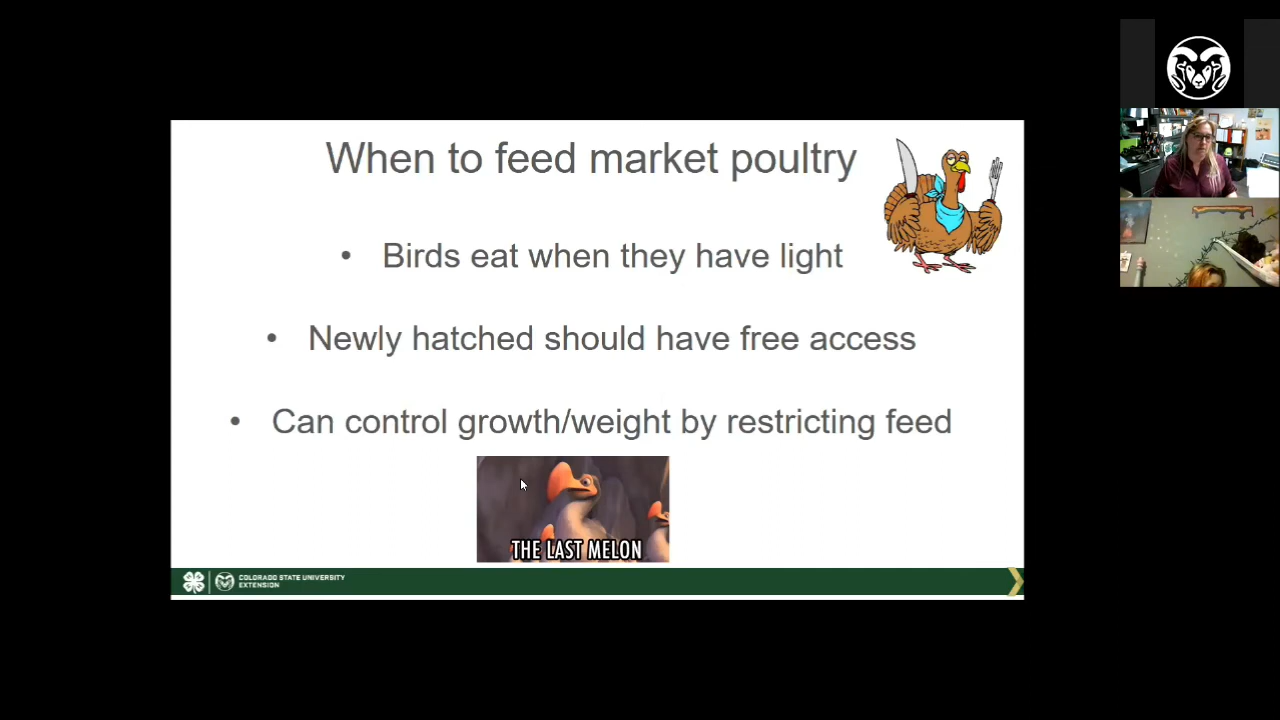 When to feed market poultry
• Birds eat when they have light
• Newly hatched should have free access
• Can control growth/weight by restricting feed
THE LAST MELON
COLORADO STATE UNIVERSITY
EXTENSION